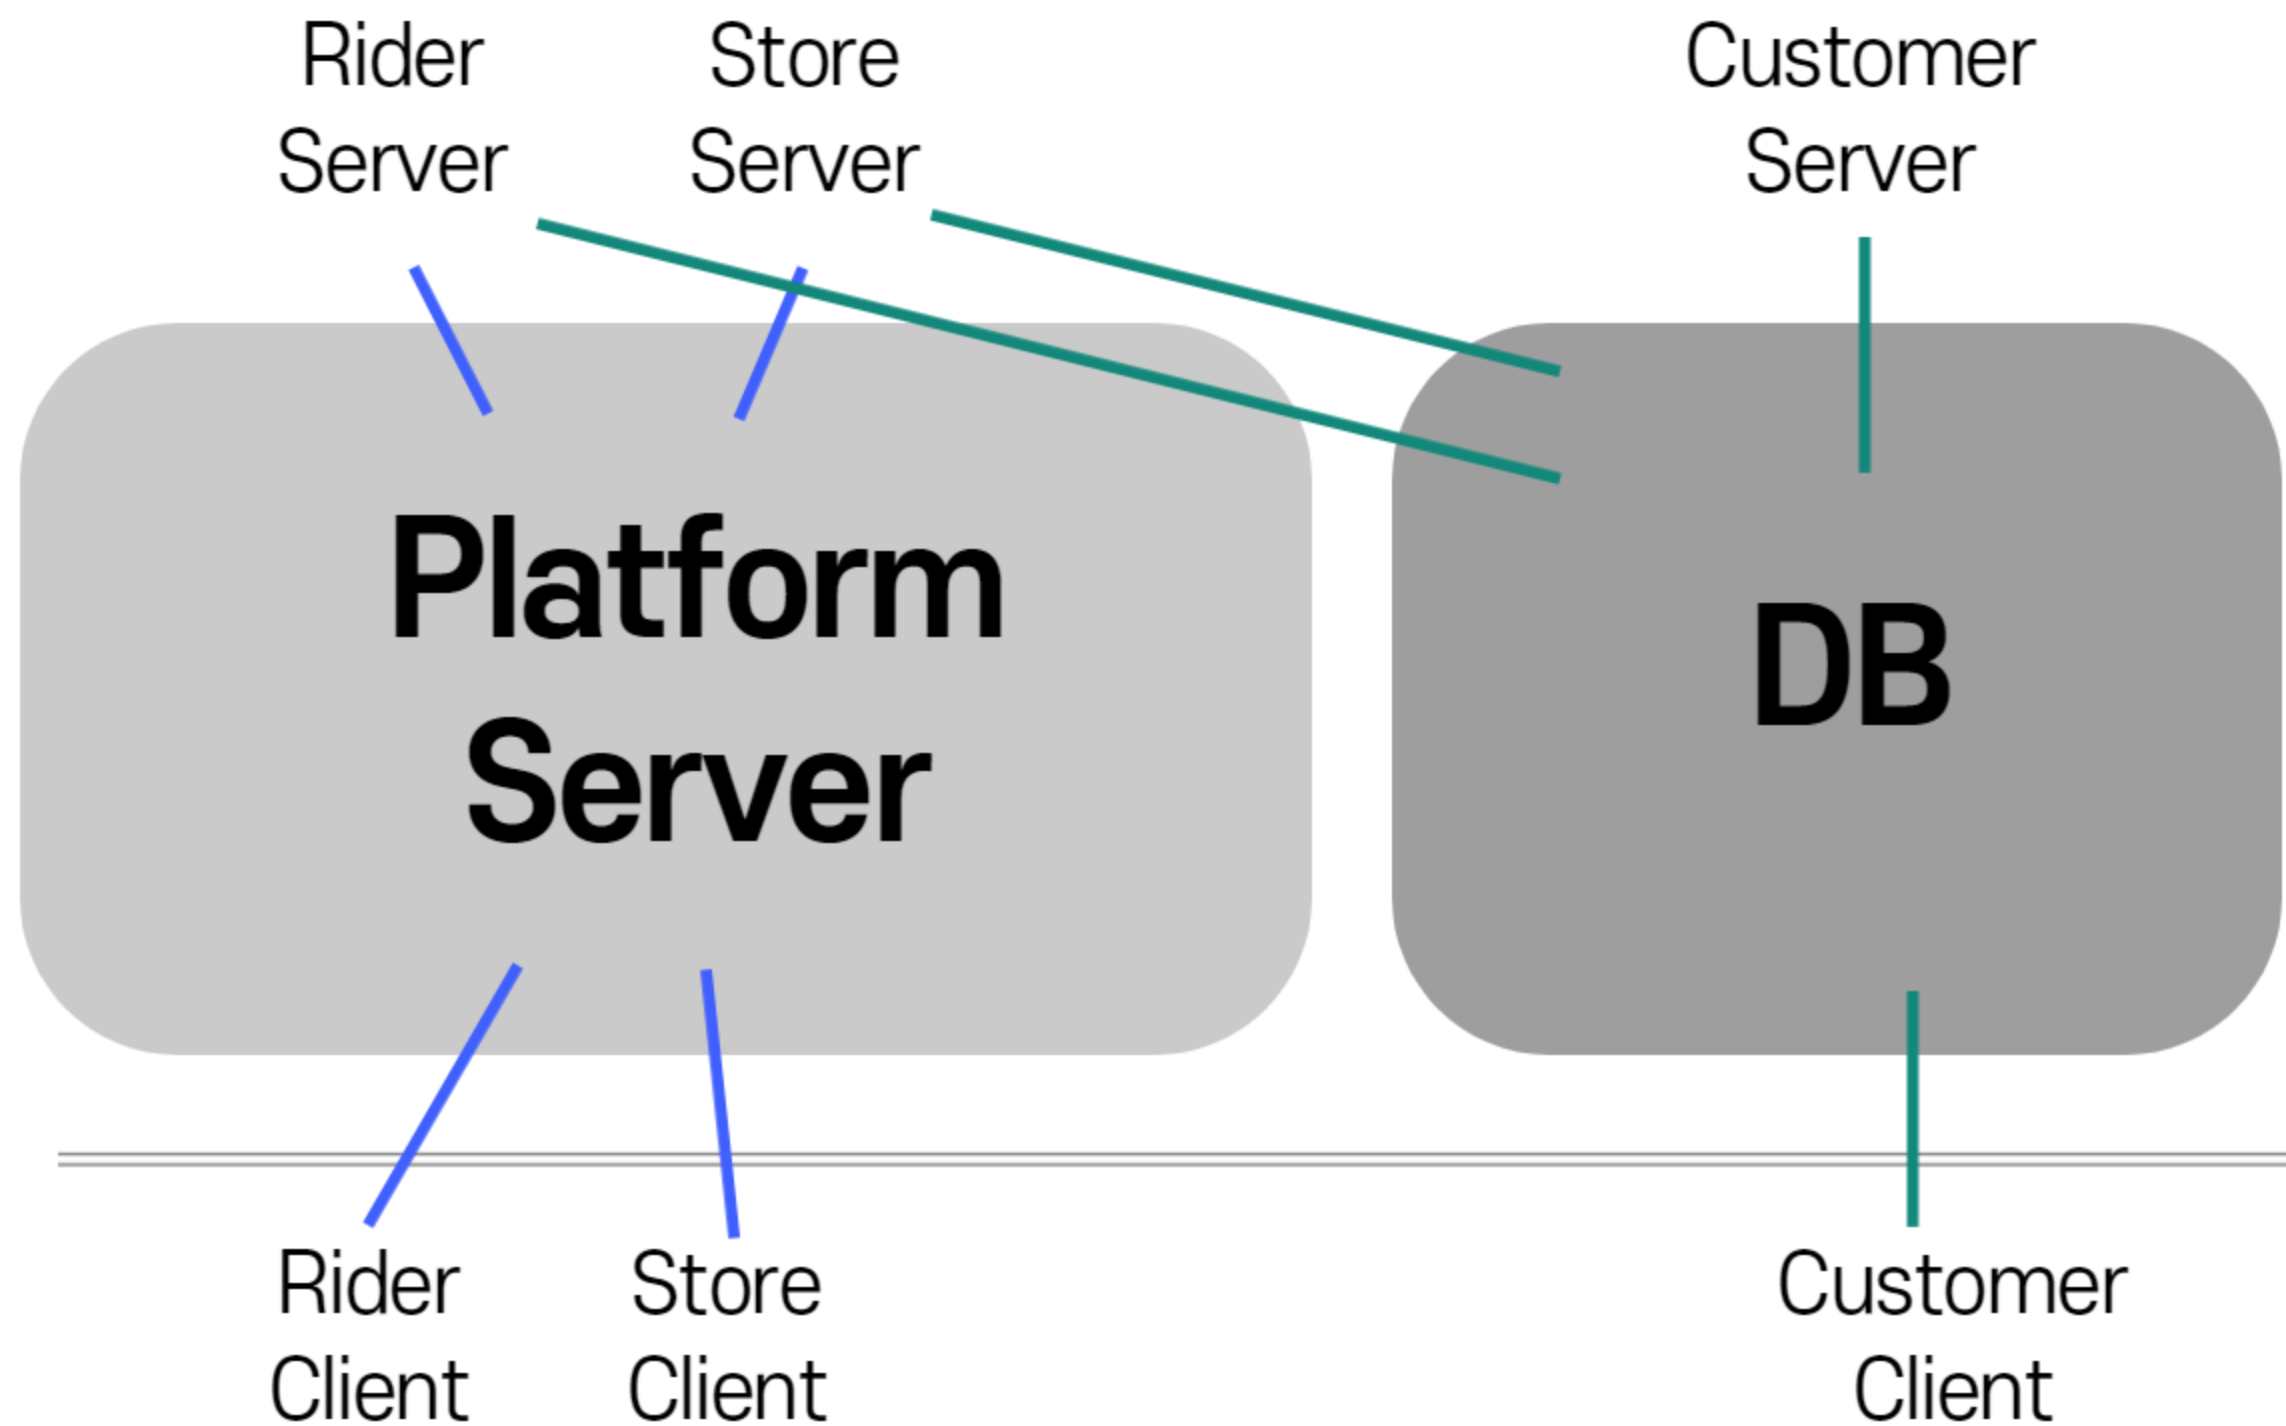 Rider
Server
Store
Server
Customer
Server
Platform
Server
DB
Rider
Client
Store
Client
Customer
Client